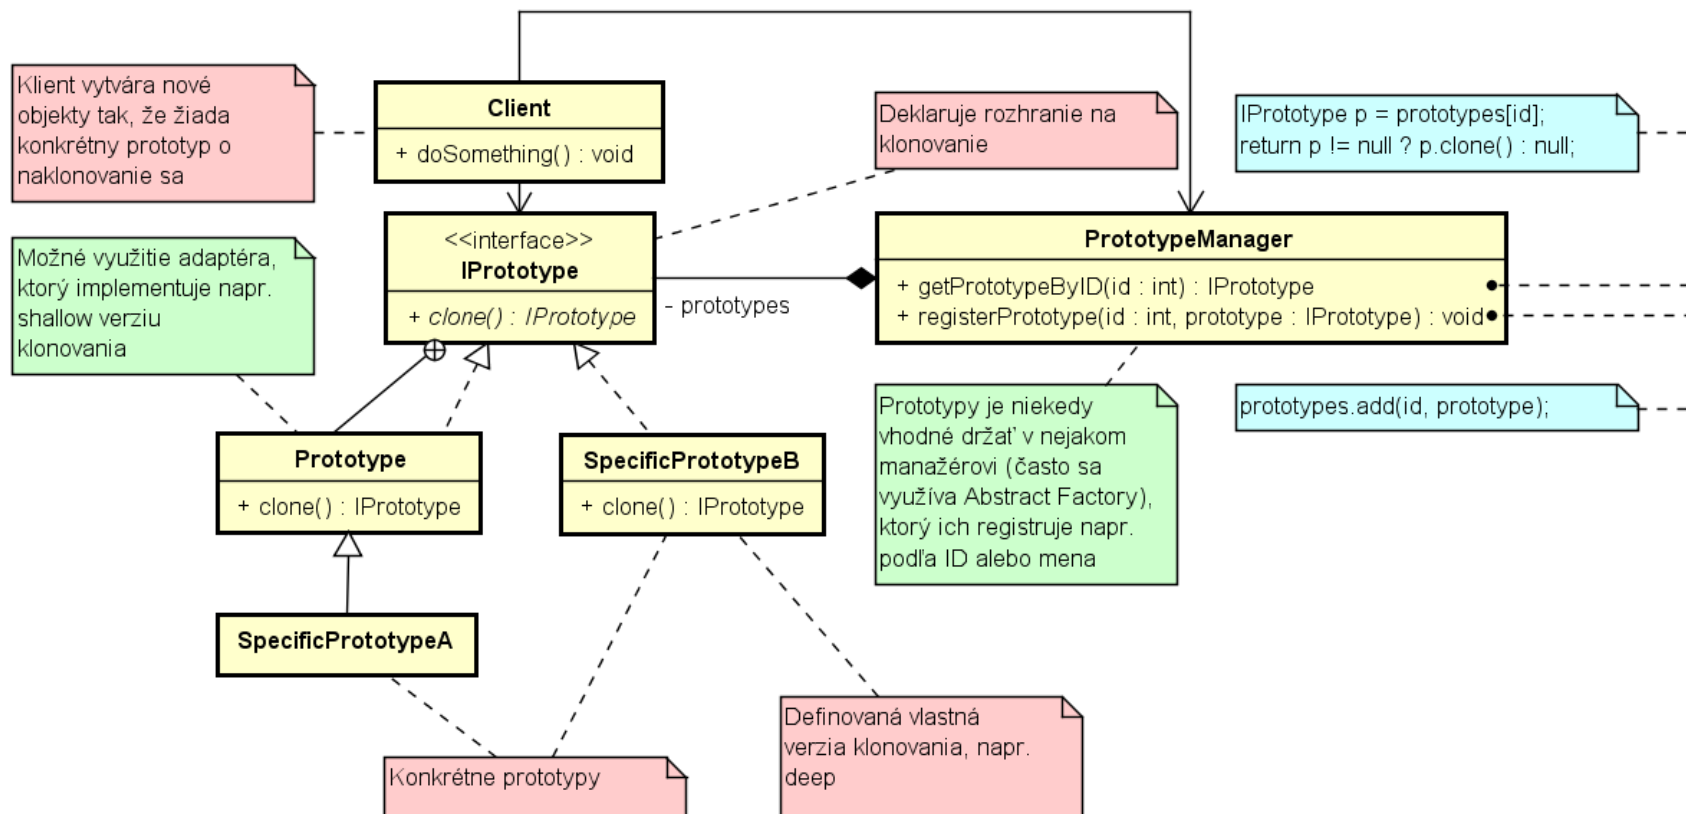 Klient vytvára nové
objekty tak, že žiada
konkrétny prototyp o
naklonovanie sa
Client
+ doSomething() : void
Deklaruje rozhranie na
klonovanie
IPrototype p = prototypes[id];
return p != null ? p.clone() : null;
Možné využitie adaptéra,
ktorý implementuje napr.
shallow verziu
klonovania
<<interface>>
IPrototype
+ clone() : IPrototype
- prototypes
PrototypeManager
+ getPrototypeByID(id : int) : IPrototype
+ registerPrototype(id : int, prototype : IPrototype) : void
Prototype
+ clone() : IPrototype
SpecificPrototypeB
+ clone() : IPrototype
Prototypy je niekedy
vhodné držať v nejakom
manažérovi (často sa
využíva Abstract Factory),
ktorý ich registruje napr.
podľa ID alebo mena
prototypes.add(id, prototype);
SpecificPrototypeA
Konkrétne prototypy
Definovaná vlastná
verzia klonovania, napr.
deep